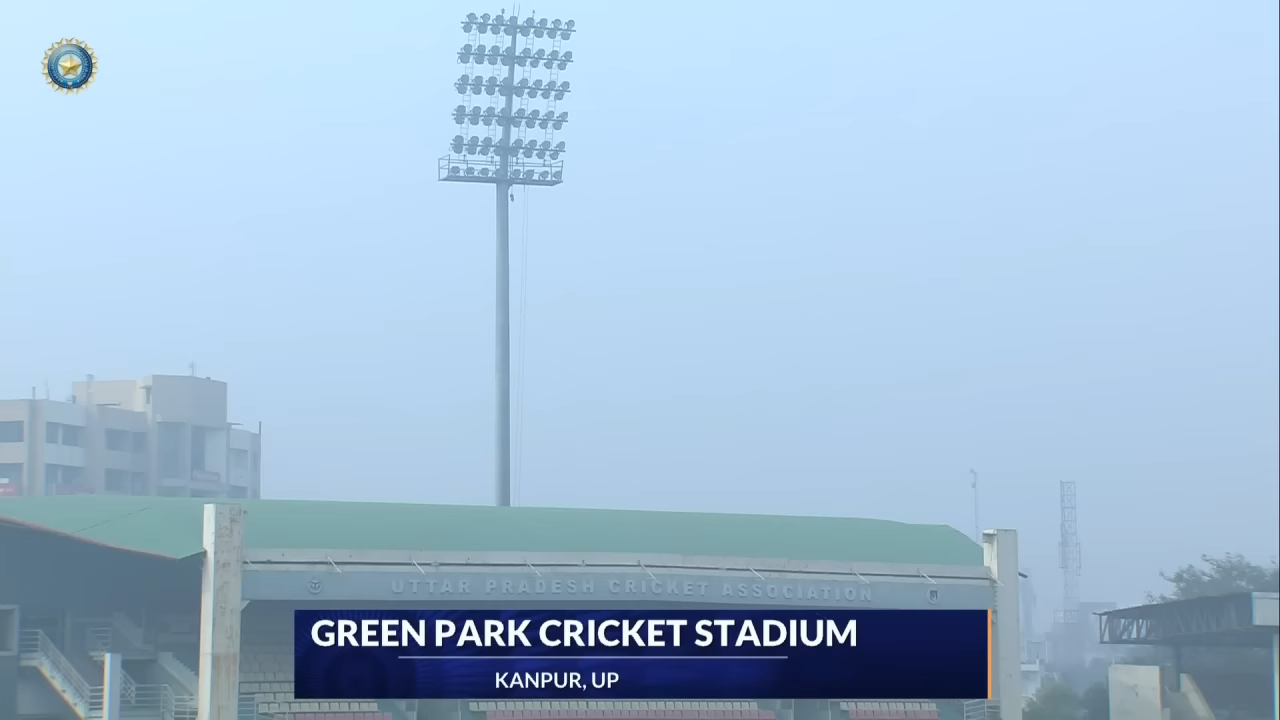 UTTAR PRADESH CRICKET ASSOCIATION
GREEN PARK CRICKET STADIUM
KANPUR, UP